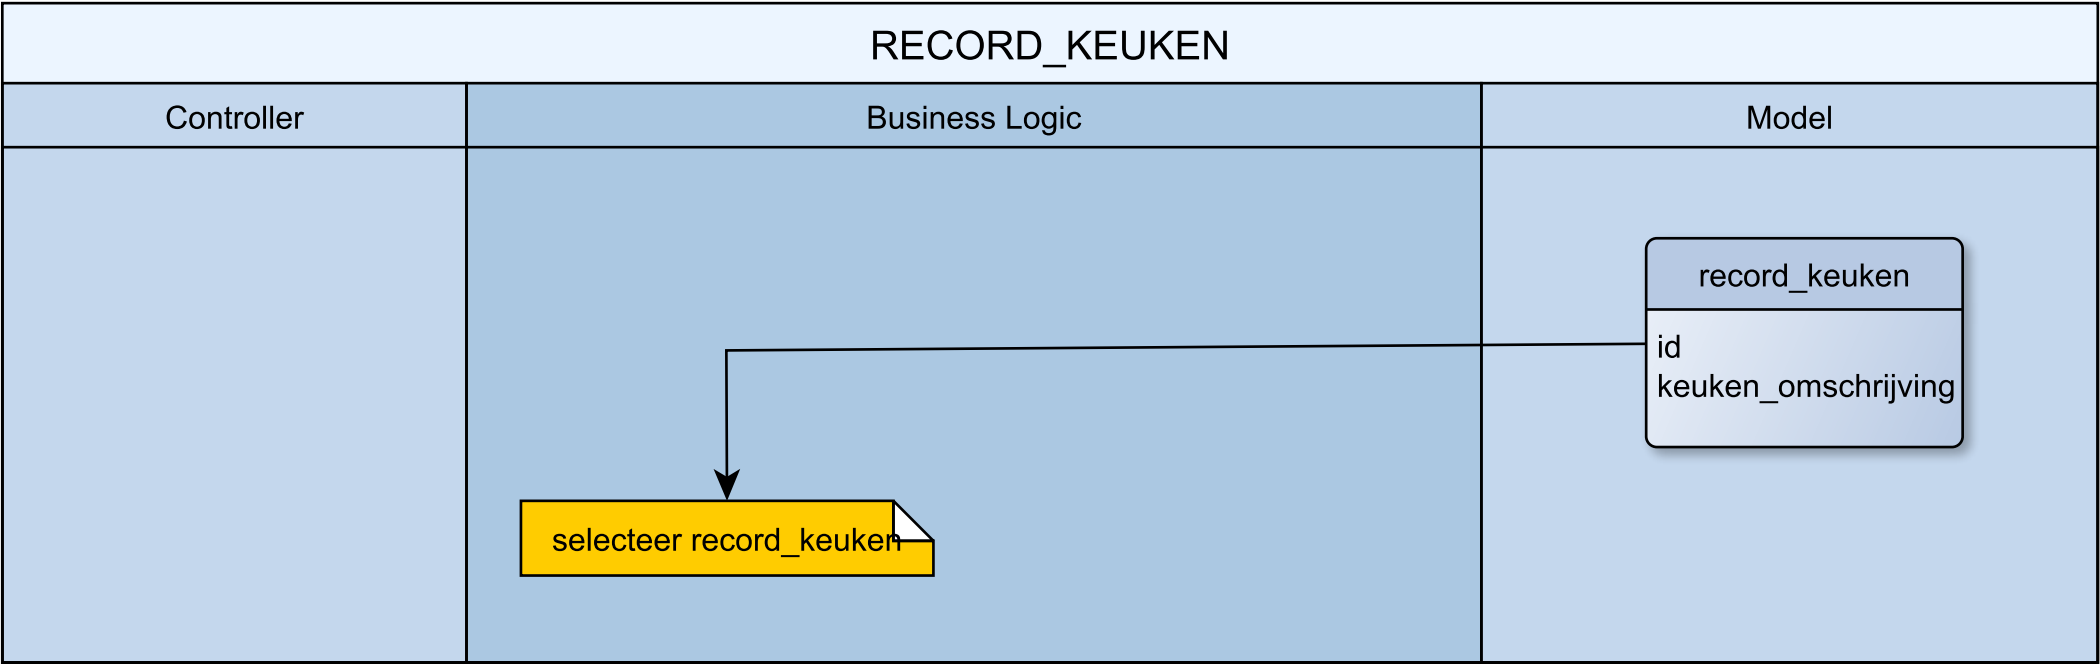 RECORD_KEUKEN
Controller
Business Logic
Model
record_keuken
id
keuken_omschrijving
selecteer record_keuken